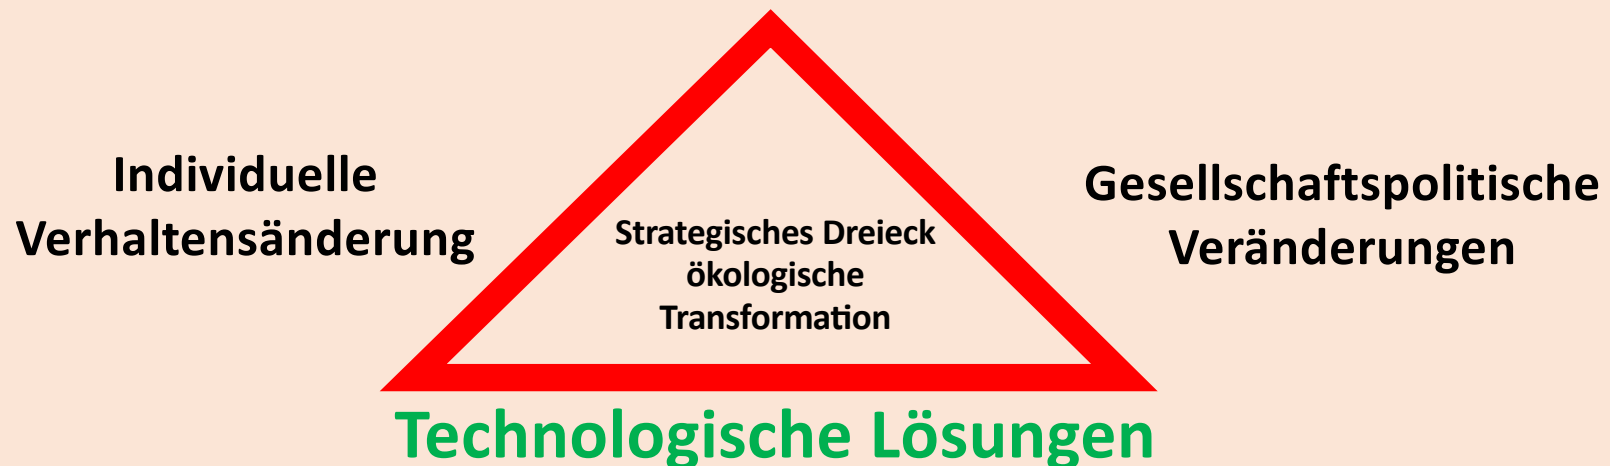 Individuelle
Verhaltensänderung
Strategisches Dreieck
ökologische
Transformation
Gesellschaftspolitische
Veränderungen
Technologische Lösungen